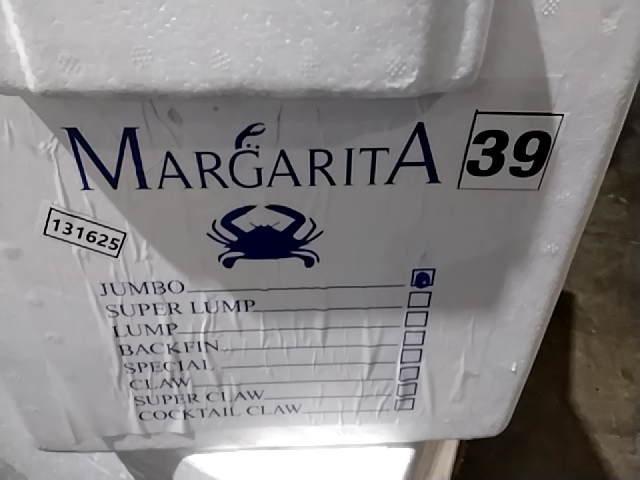 MARGARITA
39
131625
JUMBO
SUPER LUMP
LUMP
BACKFIN
SPECIAL
CLAW
SUPER CLAW
COCKTAIL CLAW